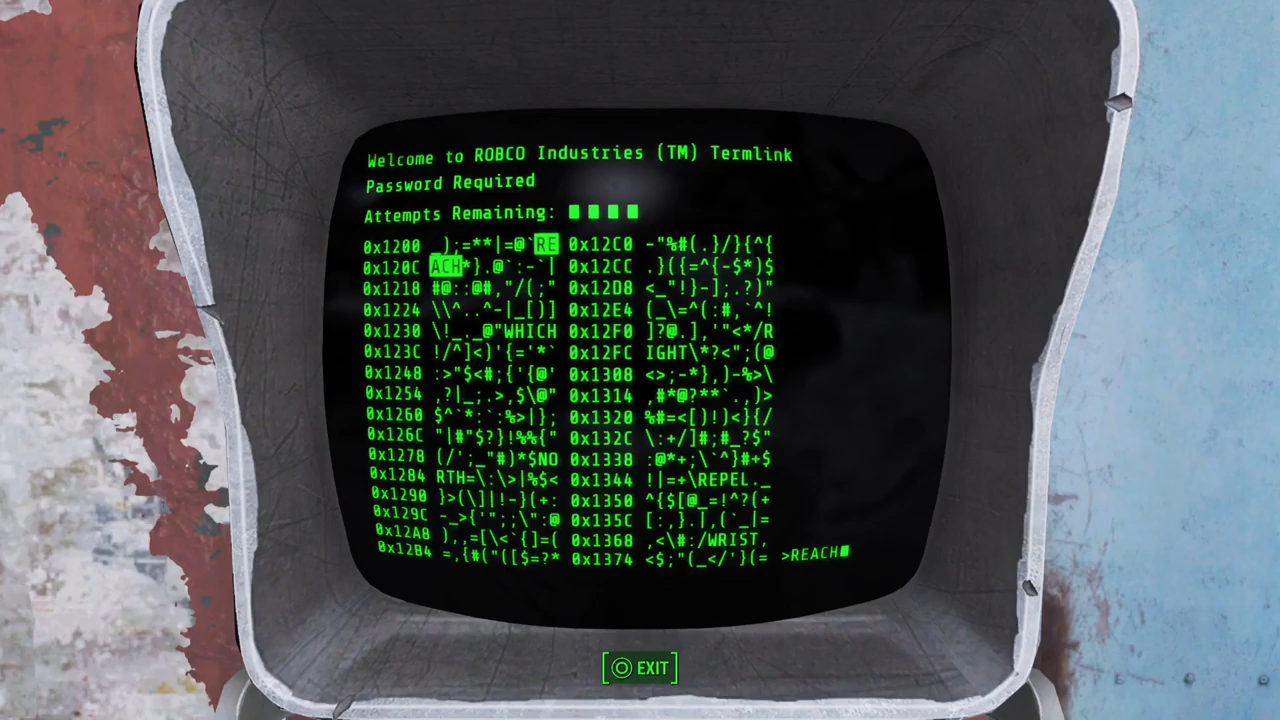 Welcome to ROBCO Industries (TM) Termlink
Password Required
Attempts Remaining: ■ ■ ■ ■
0x1200 _);=**|=@`RE 0x12C0 -"%#(.}/}{^{
0x120C ACH*}.@`:-`| 0x12CC .}({=^{-$*)$
0x1218 #@::@#,"/(;" 0x12D8 <_"!}-];.?)"
0x1224 \\^..^-|_[)] 0x12E4 (_\=^(:#,`^!
0x1230 \!_._@"WHICH 0x12F0 ]?@.],'"<*/R
0x123C !/^]<)'{='*` 0x12FC IGHT\*?<";(@
0x1248 :>"$<#;{'{@' 0x1308 <>;-*},)-%>\
0x1254 ,?|_;.>,$\@" 0x1314 ,#*@?**`.,)>
0x1260 $^`*:`:%>|}; 0x1320 %#=<[)!)<}{/
0x126C "|#"$?}!%%{" 0x132C \:+/]#;#_?$"
0x1278 (/';_"#)*$NO 0x1338 :@*+;\`^}#+$
0x1284 RTH=\:\>|%$< 0x1344 !|=+\REPEL._
0x1290 }>(\]|!-}(+: 0x1350 ^{$[@_=!^?(+
0x129C -_>{'";;\":@ 0x135C [:,}.|,(`_|=
0x12A8 ),,=[\<`{]=( 0x1368 ,<\#:/WRIST,
0x12B4 =,{#("([$=?* 0x1374 <$;"(_</'}(= >REACH■
[EXIT]